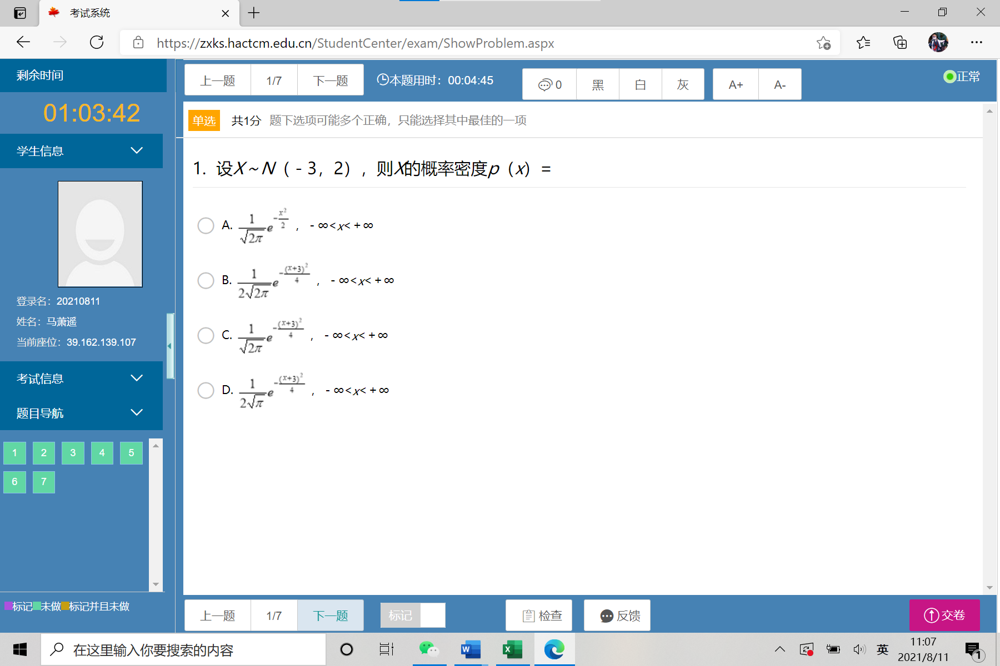 考试系统
https://zxks.hactcm.edu.cn/StudentCenter/exam/ShowProblem.aspx
剩余时间
01:03:42
上一题 1/7 下一题 本题用时：00:04:45 0 黑 白 灰 A+ A- 正常
单选 共1分 题下选项可能多个正确，只能选择其中最佳的一项
学生信息
1. 设X～N（-3，2），则X的概率密度p（x）=
A. \frac{1}{\sqrt{2π}}e^{-\frac{x^2}{2}}， -∞<x<+∞
B. \frac{1}{2\sqrt{2π}}e^{-\frac{(x+3)^2}{4}}， -∞<x<+∞
C. \frac{1}{\sqrt{2π}}e^{-\frac{(x+3)^2}{4}}， -∞<x<+∞
D. \frac{1}{2\sqrt{π}}e^{-\frac{(x+3)^2}{4}}， -∞<x<+∞
登录名：20210811
姓名：马萧遥
当前座位：39.162.139.107
考试信息
题目导航
1 2 3 4 5
6 7
标记 未做 标记并且未做
上一题 1/7 下一题 标记 检查 反馈 交卷
在这里输入你要搜索的内容
英
11:07
2021/8/11
1